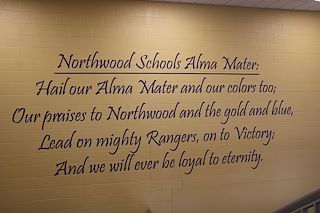 Northwood Schools Alma Mater:
Hail our Alma Mater and our colors too;
Our praises to Northwood and the gold and blue,
Lead on mighty Rangers, on to Victory;
And we will ever be loyal to eternity.